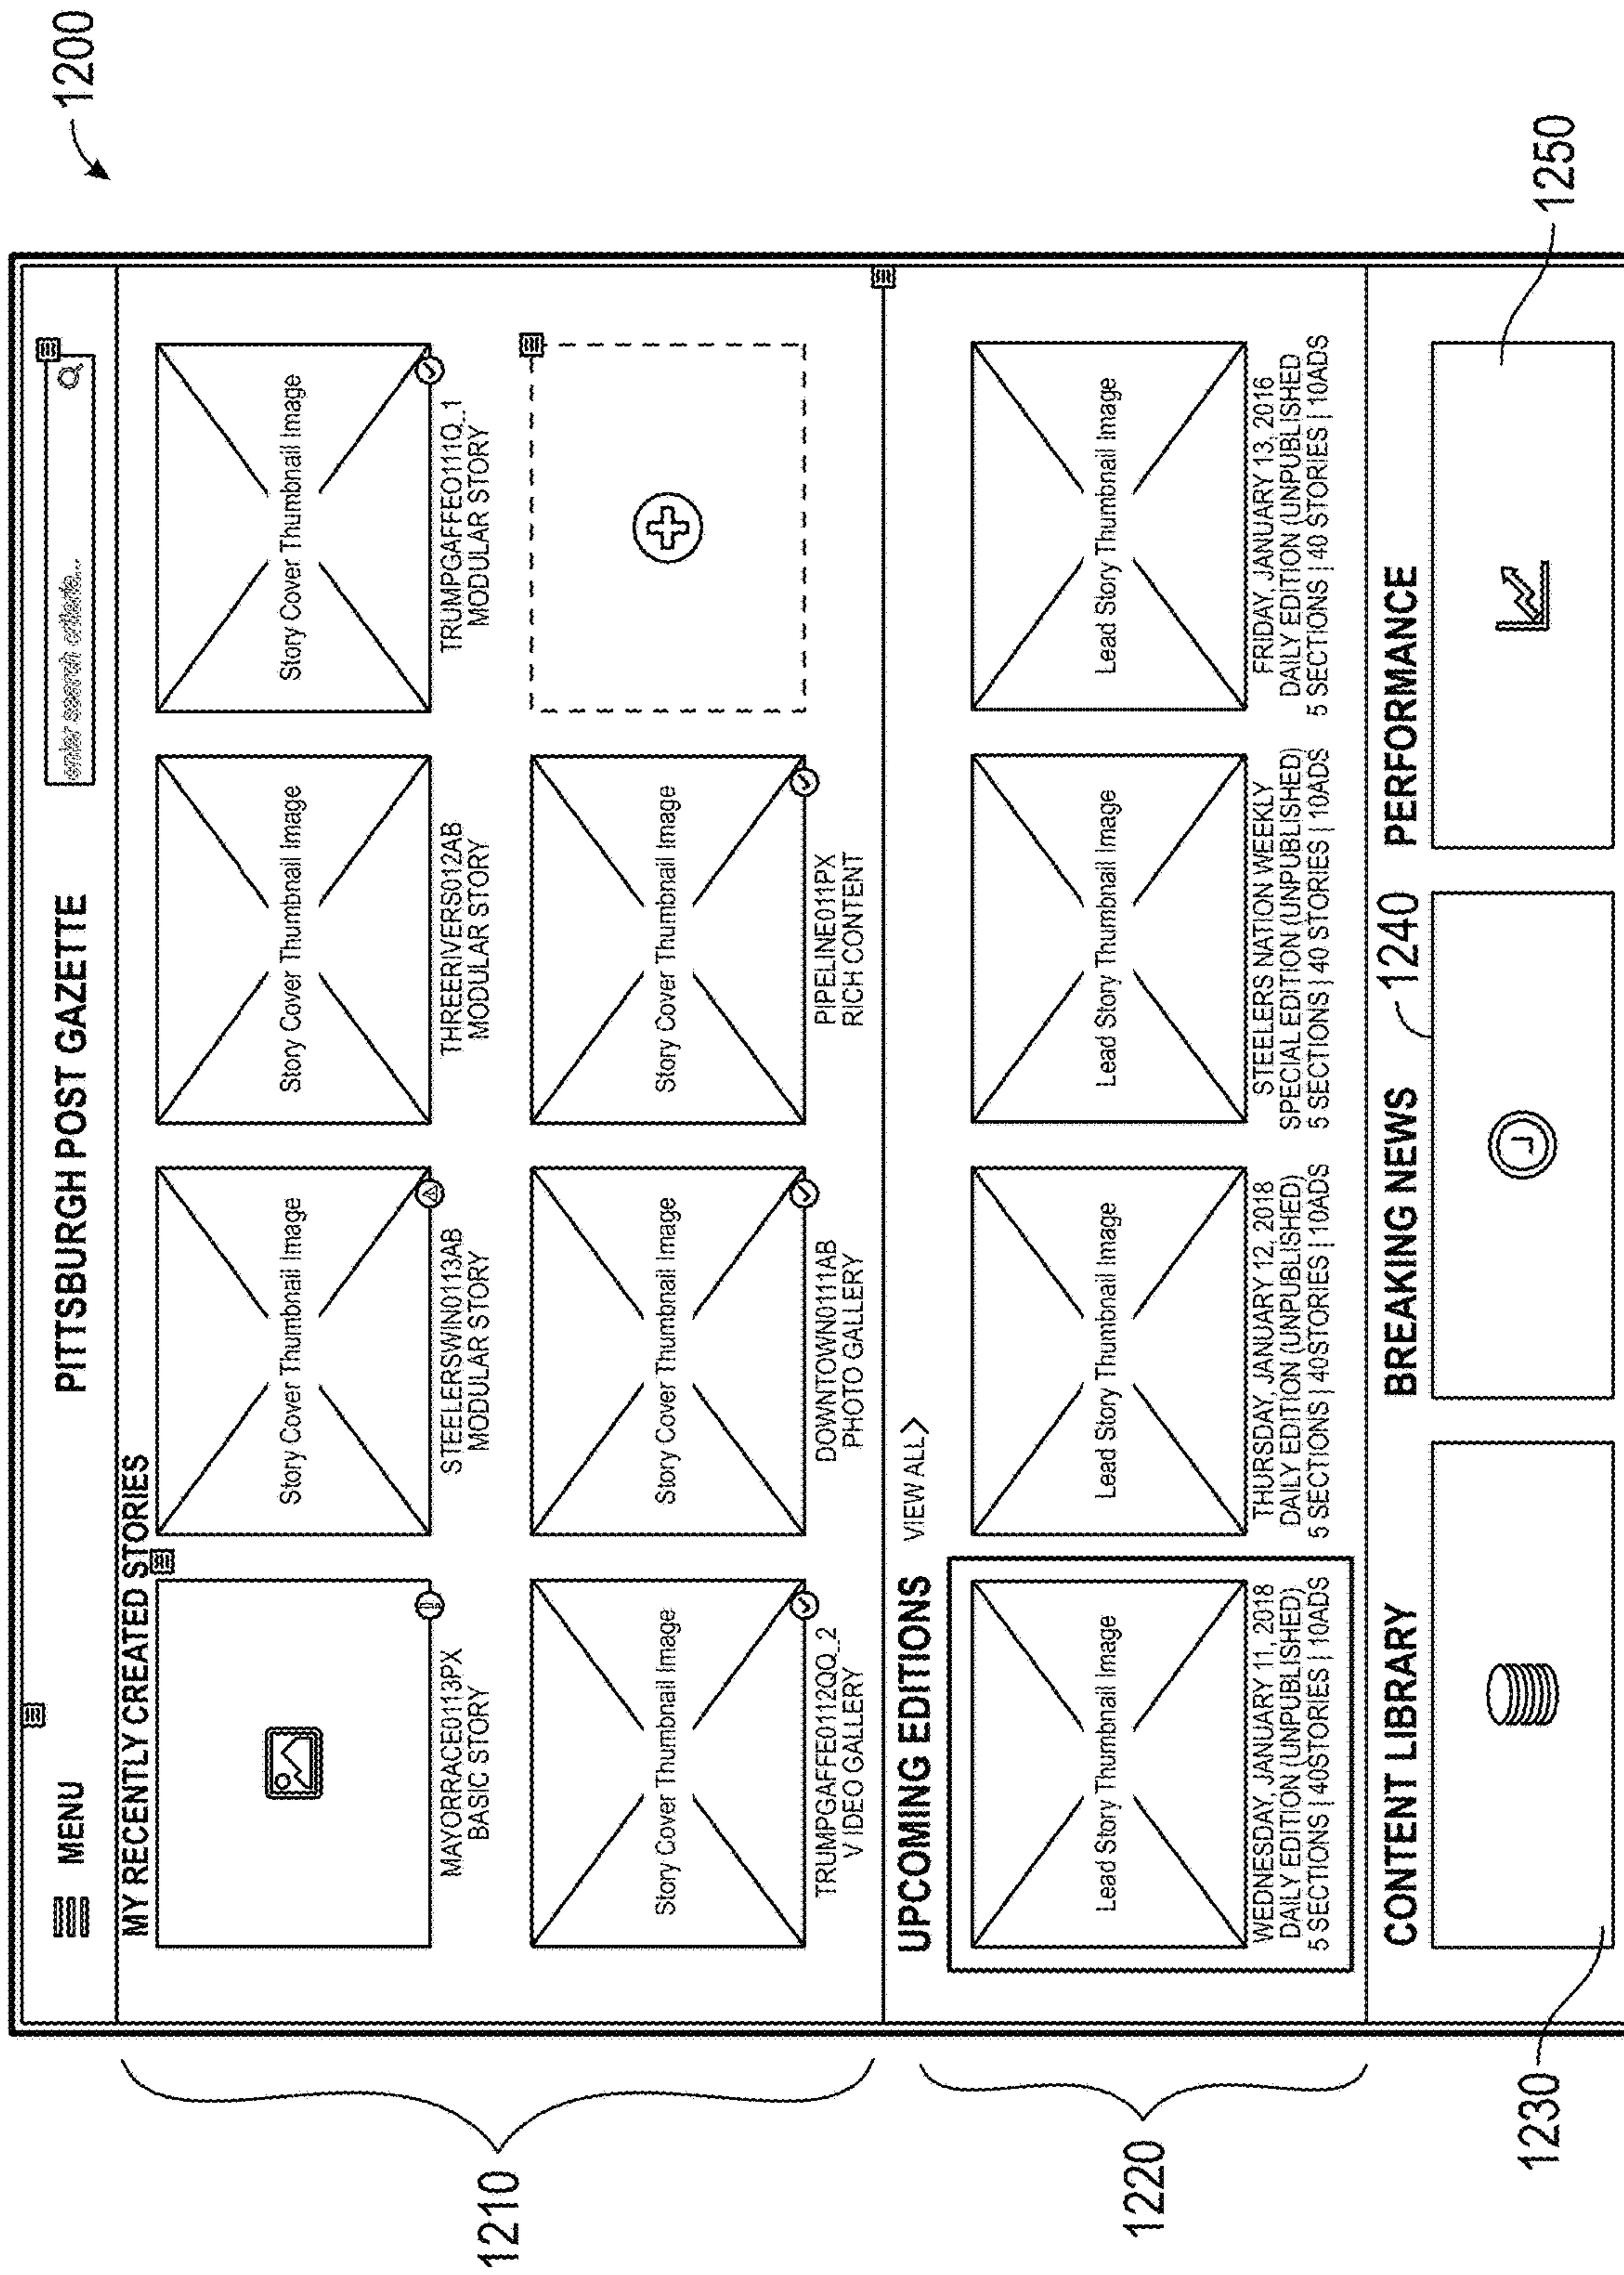 1200
MENU
PITTSBURGH POST GAZETTE
enter search criteria...
MY RECENTLY CREATED STORIES
1210
MAYORRACE0113PX
BASIC STORY
Story Cover Thumbnail Image
STEELERSWIN0113AB
MODULAR STORY
Story Cover Thumbnail Image
THREERIVERS012AB
MODULAR STORY
Story Cover Thumbnail Image
TRUMPGAFFE0111Q_1
MODULAR STORY
Story Cover Thumbnail Image
TRUMPGAFFE0112QQ_2
VIDEO GALLERY
Story Cover Thumbnail Image
DOWNTOWN0111AB
PHOTO GALLERY
Story Cover Thumbnail Image
PIPELINE011PX
RICH CONTENT
UPCOMING EDITIONS VIEW ALL>
1220
Lead Story Thumbnail Image
WEDNESDAY, JANUARY 11, 2018
DAILY EDITION (UNPUBLISHED)
5 SECTIONS | 40STORIES | 10ADS
Lead Story Thumbnail Image
THURSDAY, JANUARY 12, 2018
DAILY EDITION (UNPUBLISHED)
5 SECTIONS | 40STORIES | 10ADS
Lead Story Thumbnail Image
STEELERS NATION WEEKLY
SPECIAL EDITION (UNPUBLISHED)
5 SECTIONS | 40 STORIES | 10ADS
Lead Story Thumbnail Image
FRIDAY, JANUARY 13, 2016
DAILY EDITION (UNPUBLISHED
5 SECTIONS | 40 STORIES | 10ADS
CONTENT LIBRARY
1230
BREAKING NEWS
1240
PERFORMANCE
1250